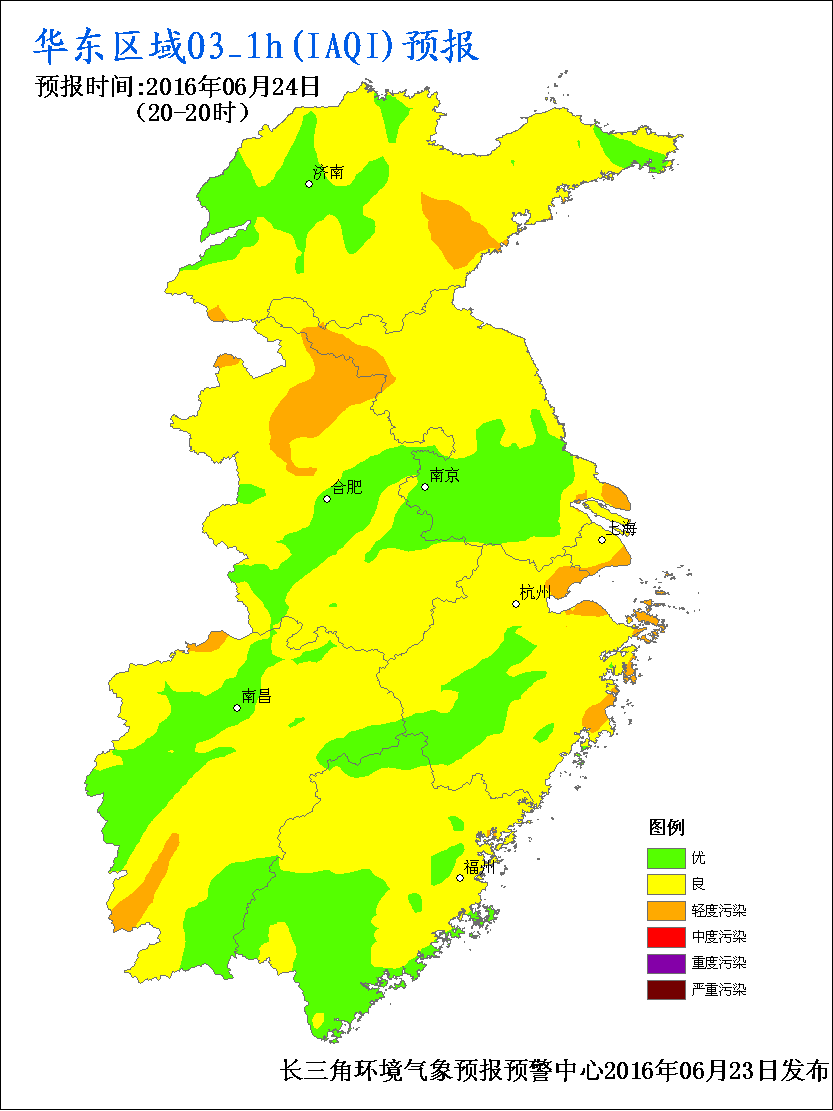 华东区域O3_1h(IAQI)预报
预报时间:2016年06月24日
（20-20时）
济南
合肥
南京
上海
杭州
南昌
福州
图例
优
良
轻度污染
中度污染
重度污染
严重污染
长三角环境气象预报预警中心2016年06月23日发布